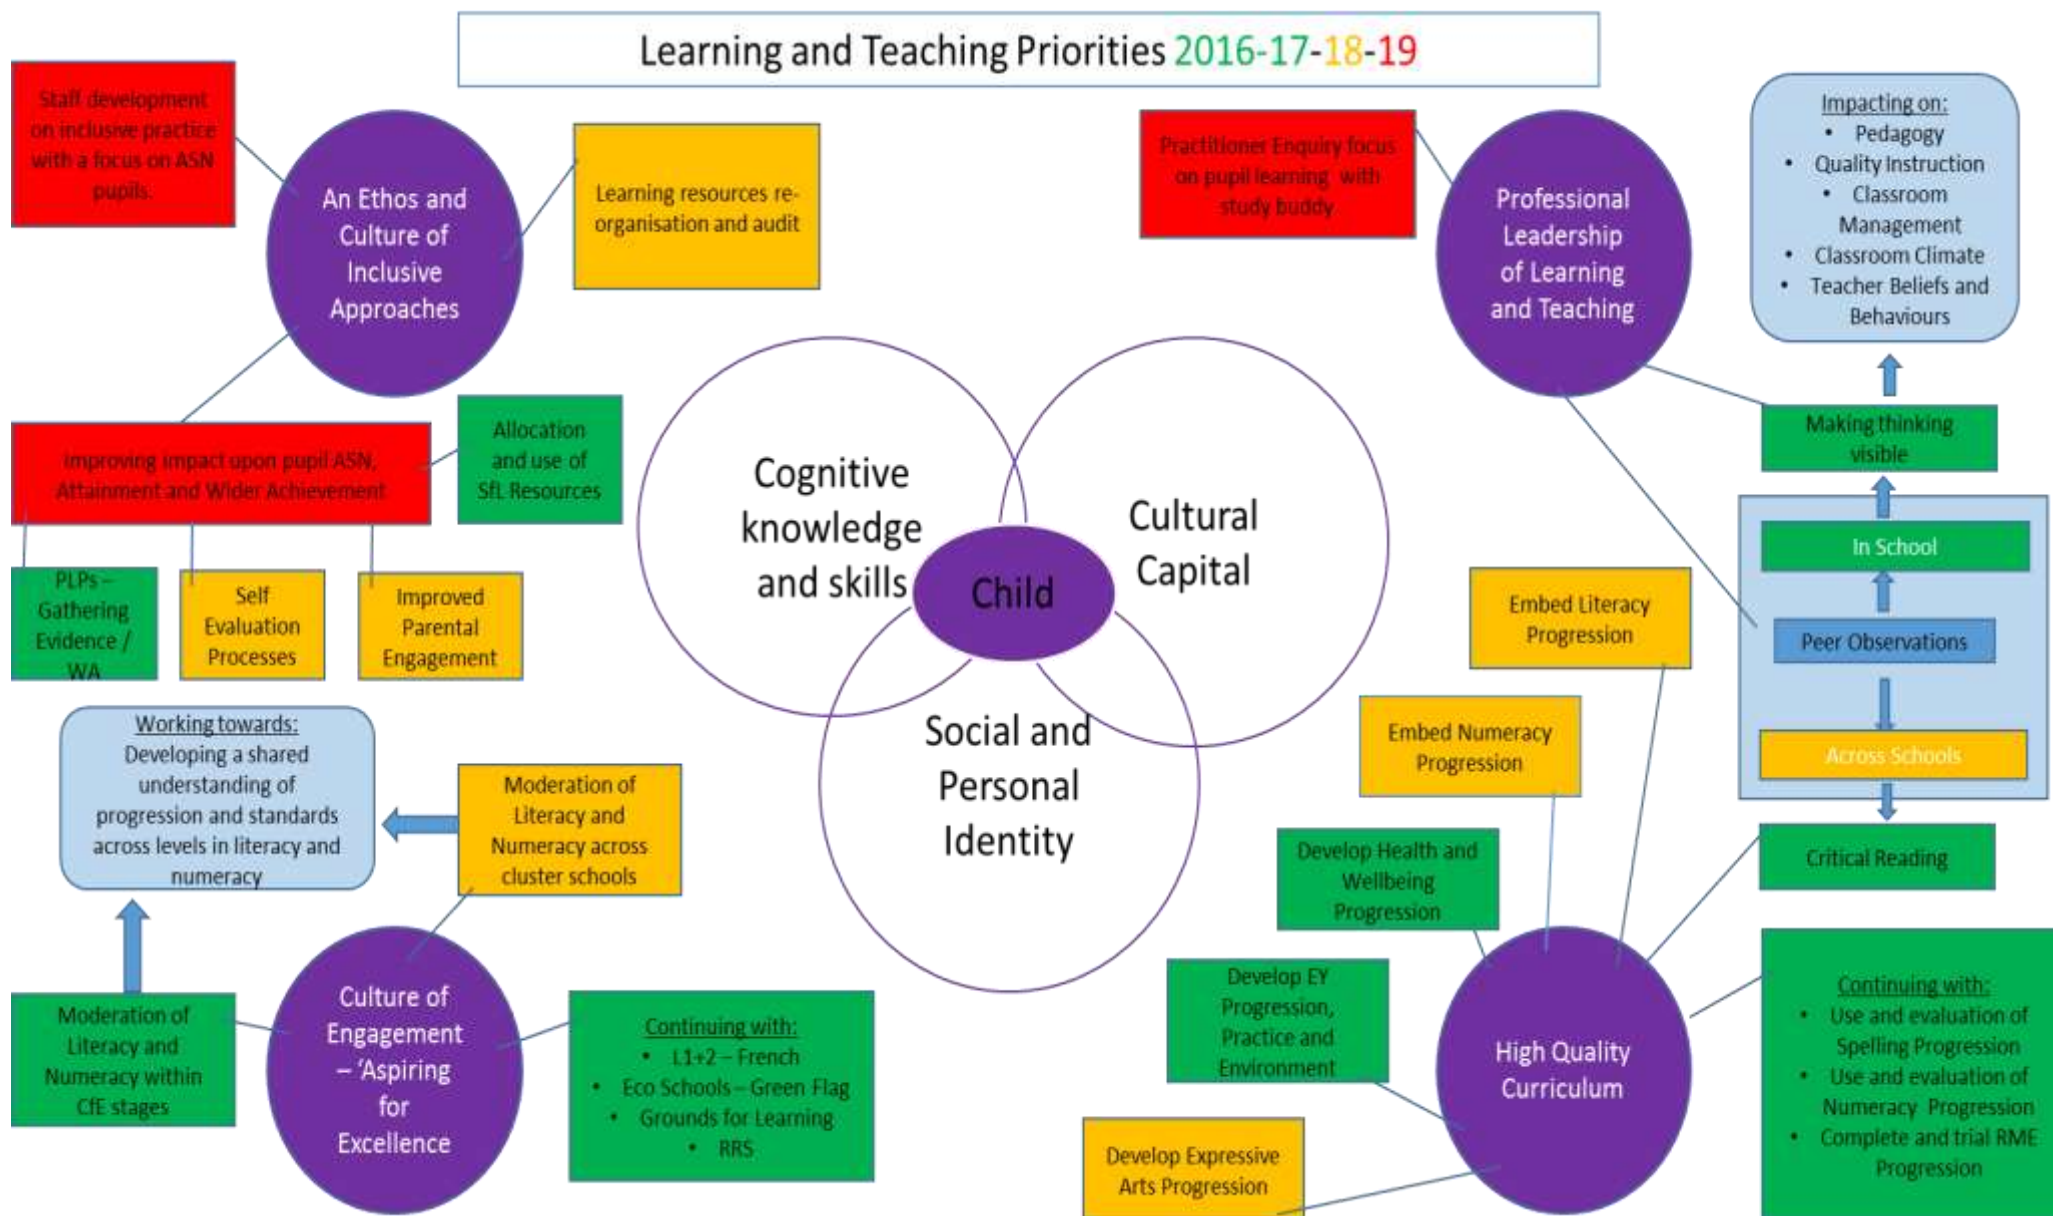 Learning and Teaching Priorities 2016-17-18-19
Staff development
on inclusive practice
with a focus on ASN
pupils.
An Ethos and
Culture of
Inclusive
Approaches
Learning resources re-
organisation and audit
Improving impact upon pupil ASN,
Attainment and Wider Achievement
Allocation
and use of
SfL Resources
PLPs –
Gathering
Evidence /
WA
Self
Evaluation
Processes
Improved
Parental
Engagement
Practitioner Enquiry focus
on pupil learning with
study buddy
Professional
Leadership
of Learning
and Teaching
Impacting on:
• Pedagogy
• Quality Instruction
• Classroom
Management
• Classroom Climate
• Teacher Beliefs and
Behaviours
Making thinking
visible
In School
Peer Observations
Across Schools
Critical Reading
Cognitive
knowledge
and skills
Cultural
Capital
Child
Social and
Personal
Identity
Working towards:
Developing a shared
understanding of
progression and standards
across levels in literacy and
numeracy
Moderation of
Literacy and
Numeracy across
cluster schools
Moderation of
Literacy and
Numeracy within
CfE stages
Culture of
Engagement
– ‘Aspiring
for
Excellence
Continuing with:
• L1+2 – French
• Eco Schools – Green Flag
• Grounds for Learning
• RRS
Embed Literacy
Progression
Embed Numeracy
Progression
Develop Health and
Wellbeing
Progression
Develop EY
Progression,
Practice and
Environment
Develop Expressive
Arts Progression
High Quality
Curriculum
Continuing with:
• Use and evaluation of
Spelling Progression
• Use and evaluation of
Numeracy Progression
• Complete and trial RME
Progression